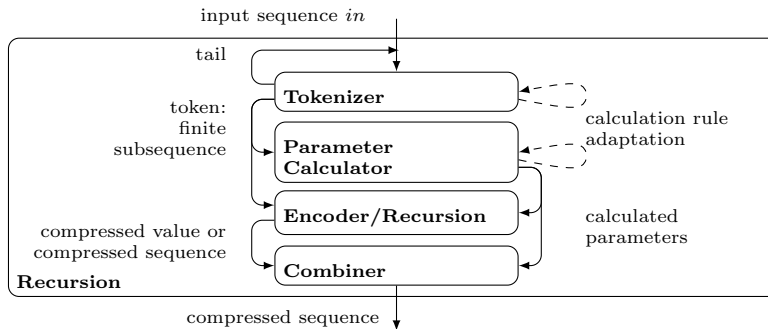 input sequence in
tail
Tokenizer
token:
finite
subsequence
calculation rule
adaptation
Parameter
Calculator
Encoder/Recursion
calculated
parameters
compressed value or
compressed sequence
Combiner
Recursion
compressed sequence